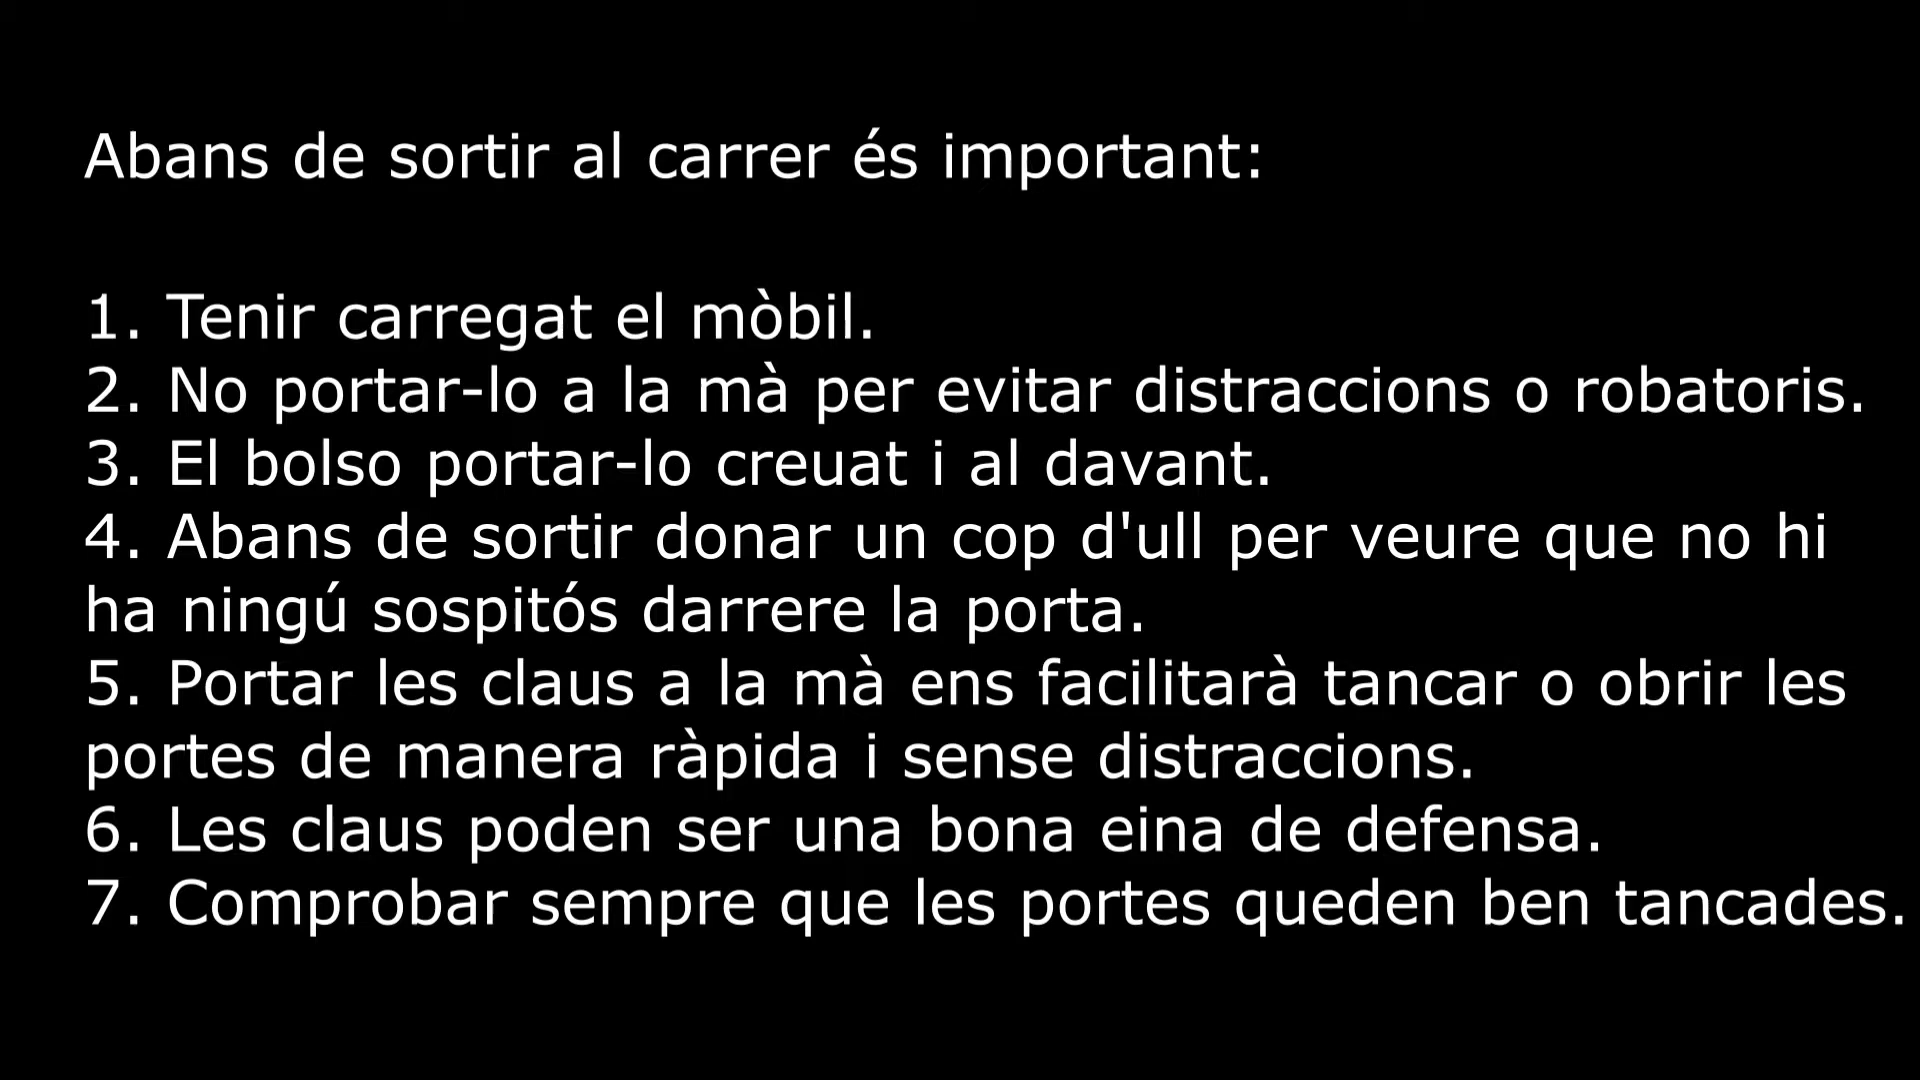 Abans de sortir al carrer és important:
1. Tenir carregat el mòbil.
2. No portar-lo a la mà per evitar distraccions o robatoris.
3. El bolso portar-lo creuat i al davant.
4. Abans de sortir donar un cop d'ull per veure que no hi
ha ningú sospitós darrere la porta.
5. Portar les claus a la mà ens facilitarà tancar o obrir les
portes de manera ràpida i sense distraccions.
6. Les claus poden ser una bona eina de defensa.
7. Comprobar sempre que les portes queden ben tancades.